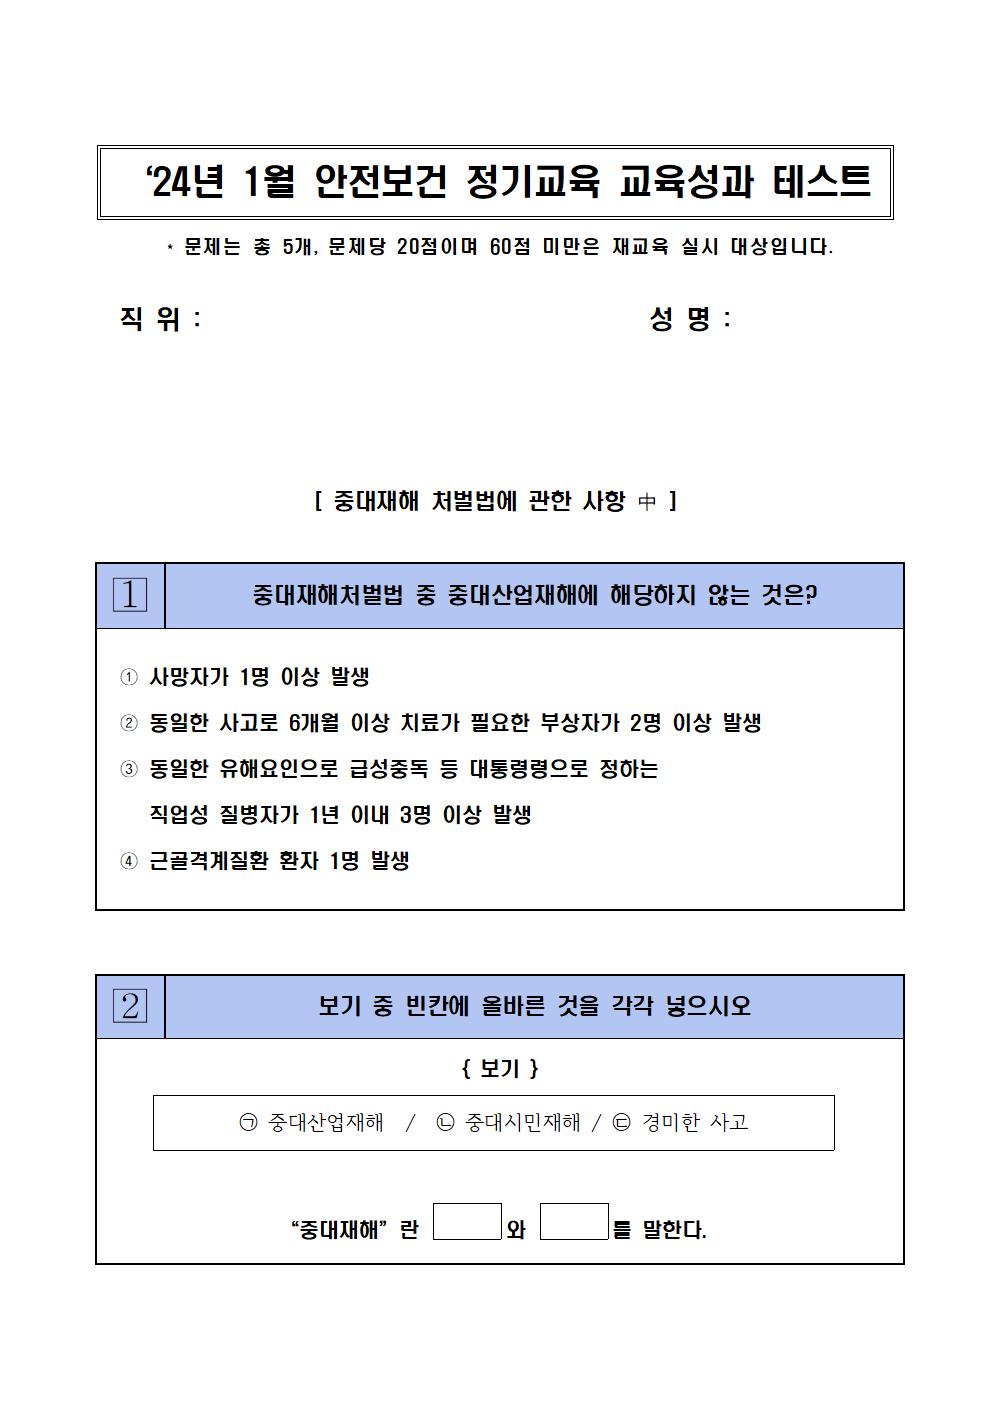 ‘24년 1월 안전보건 정기교육 교육성과 테스트
* 문제는 총 5개, 문제당 20점이며 60점 미만은 재교육 실시 대상입니다.
직 위 : 성 명 :
[ 중대재해 처벌법에 관한 사항 中 ]
1 중대재해처벌법 중 중대산업재해에 해당하지 않는 것은?
① 사망자가 1명 이상 발생
② 동일한 사고로 6개월 이상 치료가 필요한 부상자가 2명 이상 발생
③ 동일한 유해요인으로 급성중독 등 대통령령으로 정하는
직업성 질병자가 1년 이내 3명 이상 발생
④ 근골격계질환 환자 1명 발생
2 보기 중 빈칸에 올바른 것을 각각 넣으시오
{ 보기 }
㉠ 중대산업재해 / ㉡ 중대시민재해 / ㉢ 경미한 사고
“중대재해” 란 와 를 말한다.